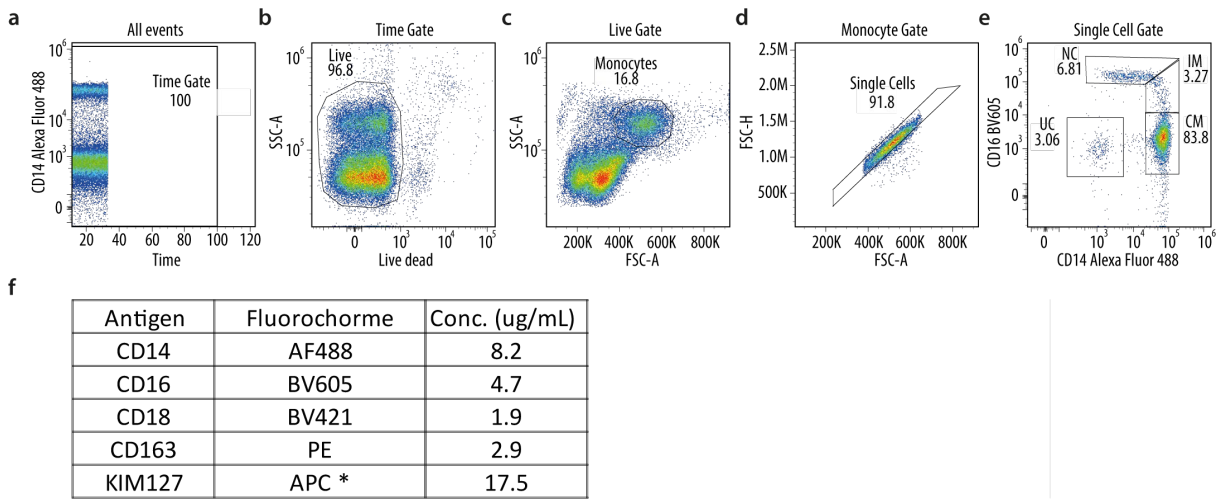 a
All events
CD14 Alexa Fluor 488
10^6
10^5
10^4
10^3
0
Time Gate
100
20 40 60 80 100 120
Time
b
Time Gate
SSC-A
10^5
Live
96.8
0 10^3 10^4 10^5
Live dead
c
Live Gate
SSC-A
10^5
Monocytes
16.8
200K 400K 600K 800K
FSC-A
d
Monocyte Gate
FSC-H
2.5M
2.0M
1.5M
1.0M
500K
Single Cells
91.8
200K 400K 600K 800K
FSC-A
e
Single Cell Gate
CD16 BV605
10^6
10^5
10^4
10^3
0
NC
6.81
IM
3.27
UC
3.06
CM
83.8
0 10^3 10^4 10^5 10^6
CD14 Alexa Fluor 488
f
Antigen Fluorochorme Conc. (ug/mL)
CD14 AF488 8.2
CD16 BV605 4.7
CD18 BV421 1.9
CD163 PE 2.9
KIM127 APC * 17.5